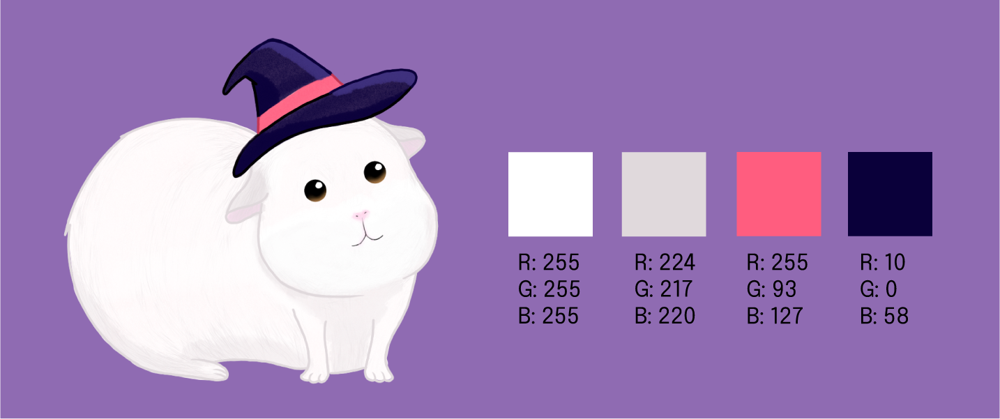 R: 255
G: 255
B: 255
R: 224
G: 217
B: 220
R: 255
G: 93
B: 127
R: 10
G: 0
B: 58